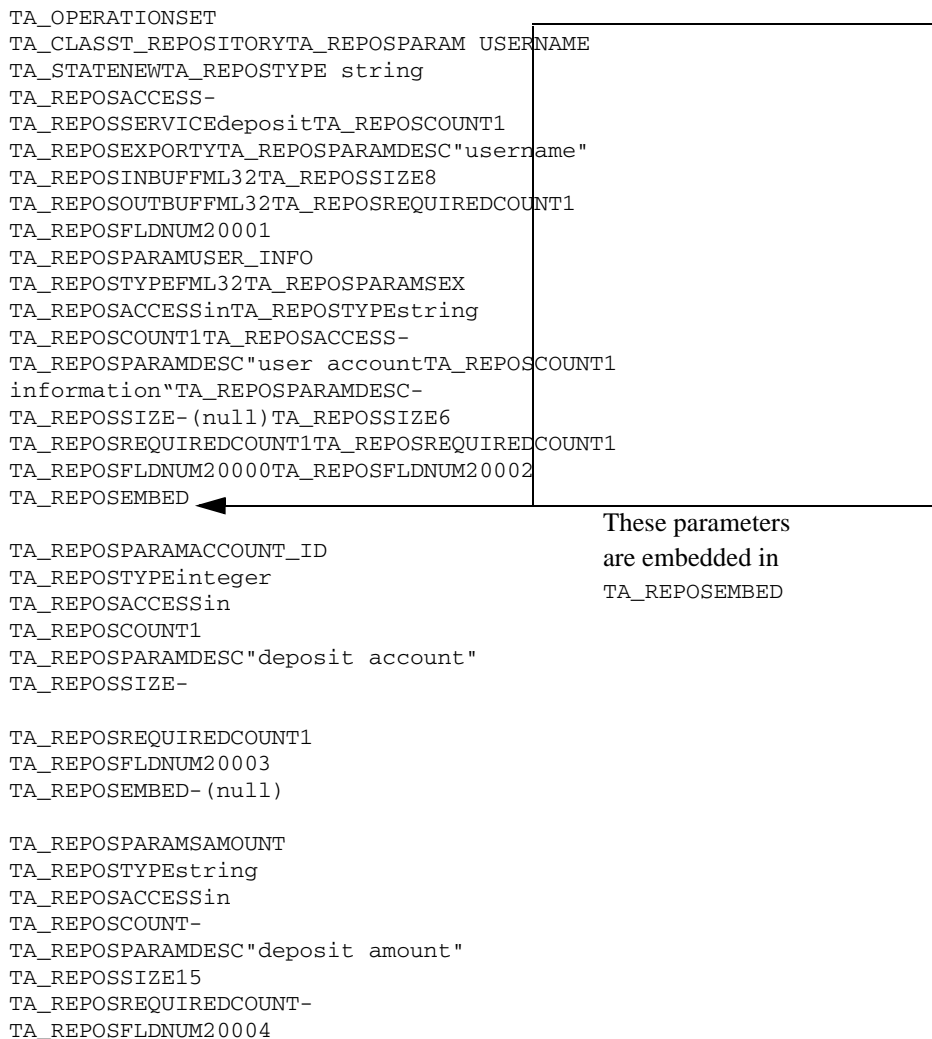 TA_OPERATIONSET
TA_CLASST_REPOSITORYTA_REPOSPARAM USERNAME
TA_STATENEWTA_REPOSTYPE string
TA_REPOSACCESS-
TA_REPOSSERVICEdepositTA_REPOSCOUNT1
TA_REPOSEXPORTYTA_REPOSPARAMDESC"username"
TA_REPOSINBUFFML32TA_REPOSSIZE8
TA_REPOSOUTBUFFML32TA_REPOSREQUIREDCOUNT1
TA_REPOSFLDNUM20001
TA_REPOSPARAMUSER_INFO
TA_REPOSTYPEFML32TA_REPOSPARAMSEX
TA_REPOSACCESSinTA_REPOSTYPEstring
TA_REPOSCOUNT1TA_REPOSACCESS-
TA_REPOSPARAMDESC"user accountTA_REPOSCOUNT1
information‟TA_REPOSPARAMDESC-
TA_REPOSSIZE-(null)TA_REPOSSIZE6
TA_REPOSREQUIREDCOUNT1TA_REPOSREQUIREDCOUNT1
TA_REPOSFLDNUM20000TA_REPOSFLDNUM20002
TA_REPOSEMBED
These parameters
are embedded in
TA_REPOSEMBED
TA_REPOSPARAMACCOUNT_ID
TA_REPOSTYPEinteger
TA_REPOSACCESSin
TA_REPOSCOUNT1
TA_REPOSPARAMDESC"deposit account"
TA_REPOSSIZE-
TA_REPOSREQUIREDCOUNT1
TA_REPOSFLDNUM20003
TA_REPOSEMBED-(null)
TA_REPOSPARAMSAMOUNT
TA_REPOSTYPEstring
TA_REPOSACCESSin
TA_REPOSCOUNT-
TA_REPOSPARAMDESC"deposit amount"
TA_REPOSSIZE15
TA_REPOSREQUIREDCOUNT-
TA_REPOSFLDNUM20004